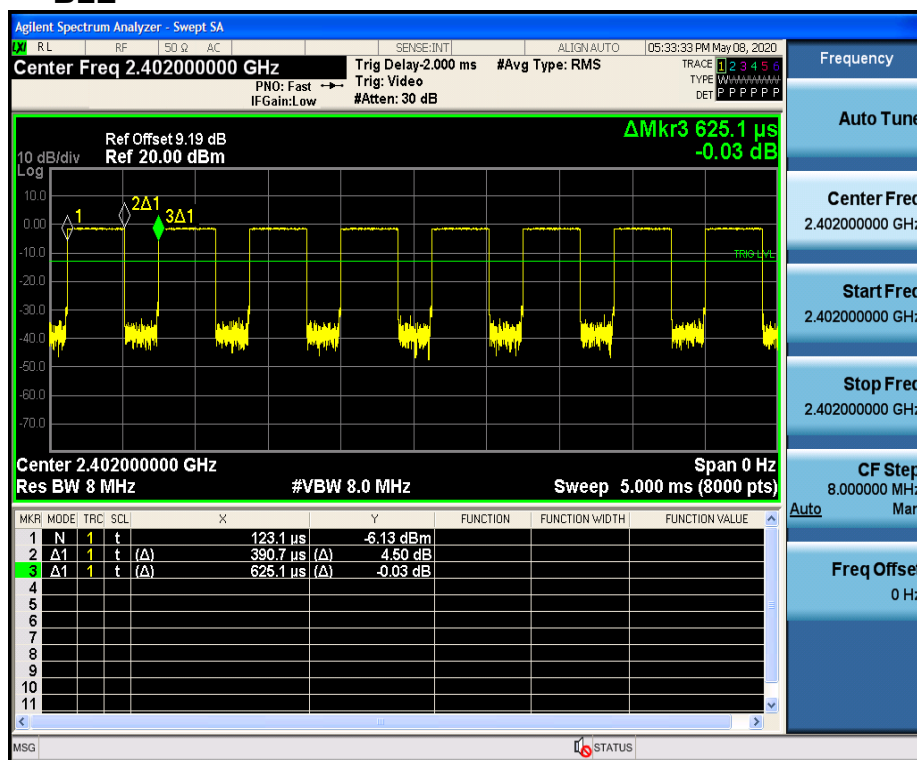 Agilent Spectrum Analyzer - Swept SA
LXI RL RF 50 Ω AC SENSE:INT ALIGN AUTO 05:33:33 PM May 08, 2020
Center Freq 2.402000000 GHz
PNO: Fast
IFGain:Low
Trig Delay-2.000 ms
Trig: Video
#Atten: 30 dB
#Avg Type: RMS
TRACE 1 2 3 4 5 6
TYPE WWWWWW
DET P P P P P P
ΔMkr3 625.1 µs
-0.03 dB
Ref Offset 9.19 dB
10 dB/div Ref 20.00 dBm
Log
10.0
0.00
-10.0
-20.0
-30.0
-40.0
-50.0
-60.0
-70.0
1
2Δ1
3Δ1
TRIG LVL
Center 2.402000000 GHz Span 0 Hz
Res BW 8 MHz #VBW 8.0 MHz Sweep 5.000 ms (8000 pts)
MKR MODE TRC SCL X Y FUNCTION FUNCTION WIDTH FUNCTION VALUE
1 N 1 t 123.1 µs -6.13 dBm
2 Δ1 1 t (Δ) 390.7 µs (Δ) 4.50 dB
3 Δ1 1 t (Δ) 625.1 µs (Δ) -0.03 dB
4
5
6
7
8
9
10
11
MSG STATUS
Frequency
Auto Tune
Center Freq
2.402000000 GHz
Start Freq
2.402000000 GHz
Stop Freq
2.402000000 GHz
CF Step
8.000000 MHz
Auto Man
Freq Offset
0 Hz